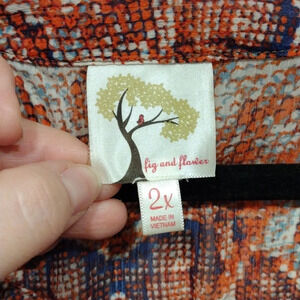 fig and flower
2x
MADE IN
VIETNAM